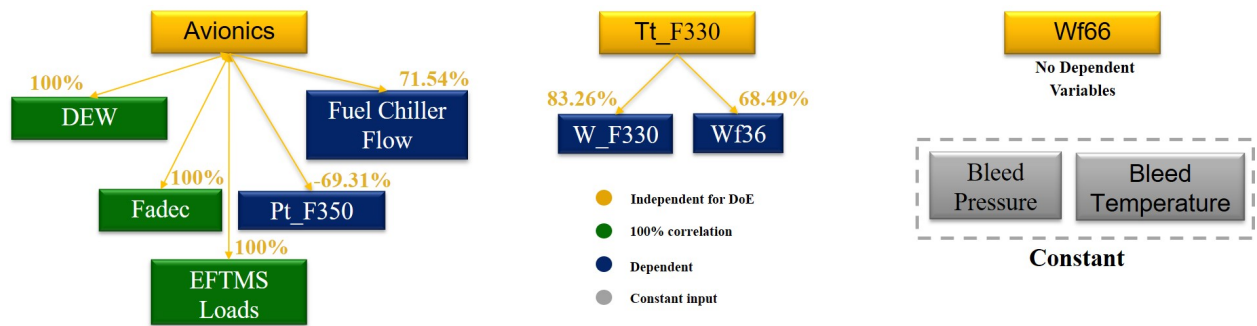 Avionics
100%
71.54%
DEW
Fuel Chiller
Flow
100%
-69.31%
Fadec
Pt_F350
100%
EFTMS
Loads
Tt_F330
83.26%
68.49%
W_F330
Wf36
Independent for DoE
100% correlation
Dependent
Constant input
Wf66
No Dependent
Variables
Bleed
Pressure
Bleed
Temperature
Constant